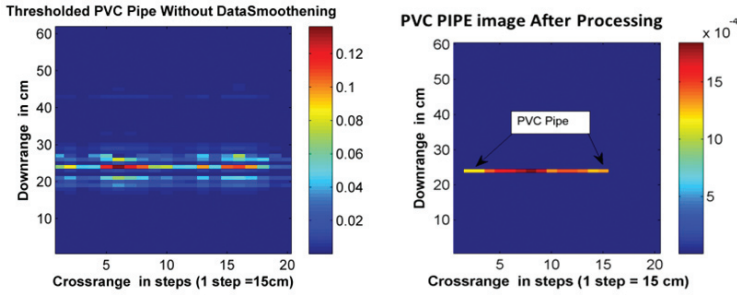 Thresholded PVC Pipe Without DataSmoothening
60
50
40
30
20
10
Downrange in cm
5 10 15 20
Crossrange in steps (1 step =15cm)
0.12
0.1
0.08
0.06
0.04
0.02
PVC PIPE image After Processing
x 10⁻⁴
60
50
40
30
20
10
Downrange in cm
PVC Pipe
5 10 15 20
Crossrange in steps (1 step = 15 cm)
15
10
5